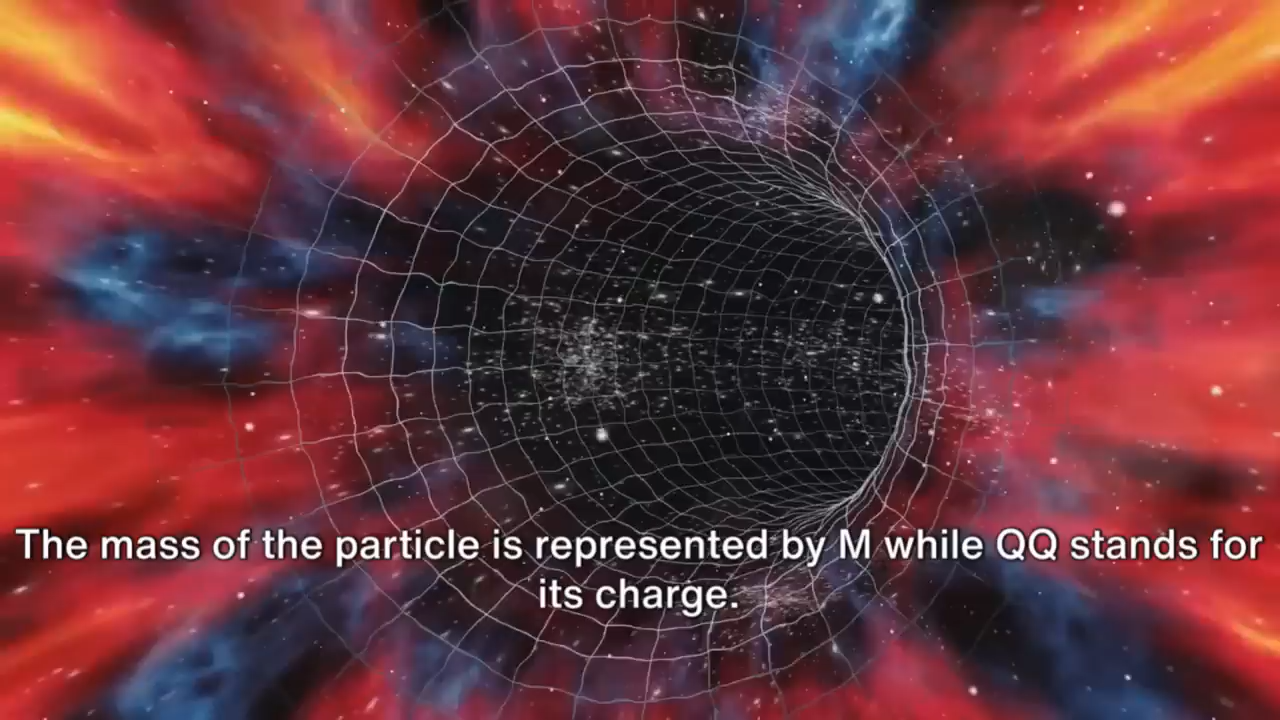 The mass of the particle is represented by M while QQ stands for
its charge.